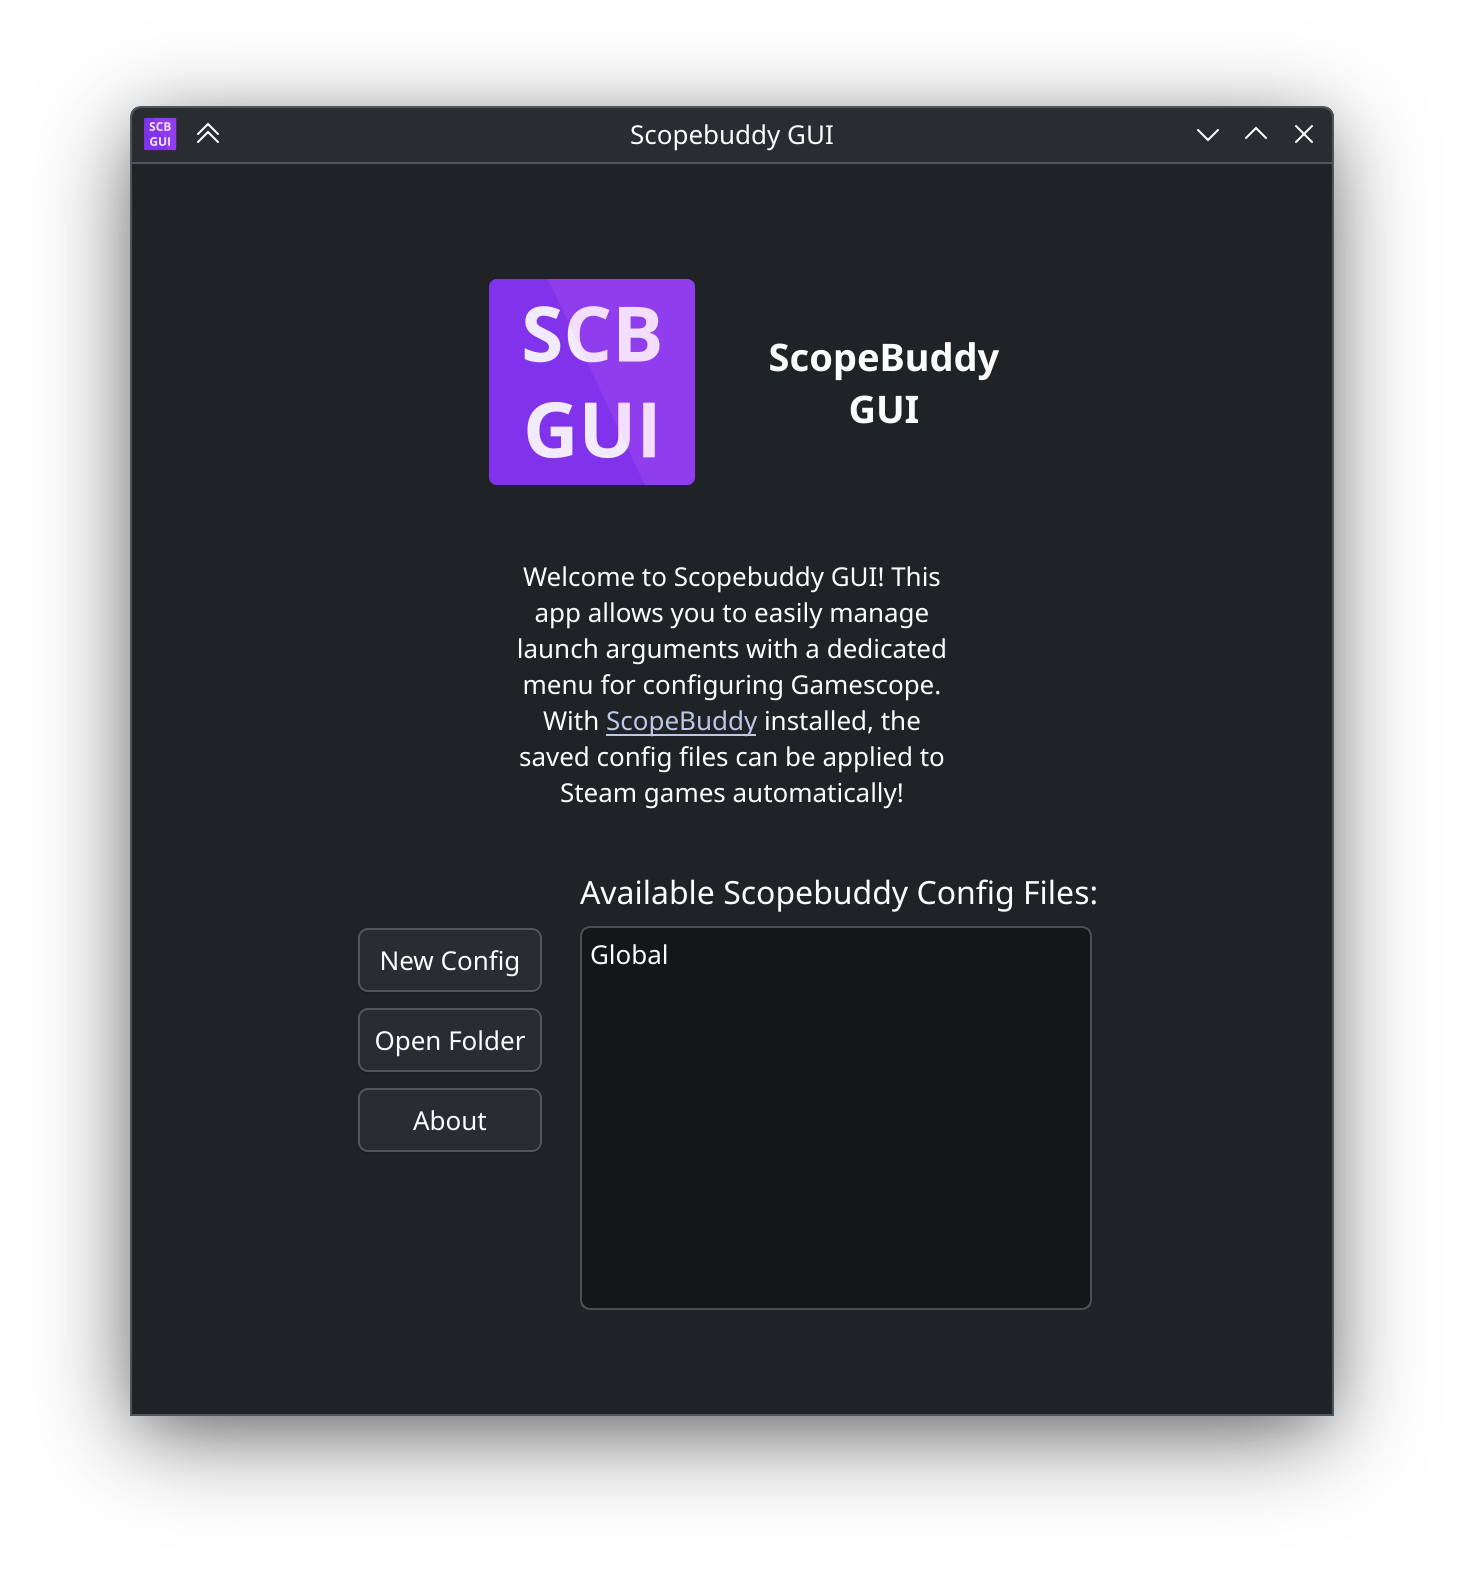 SCB
GUI
Scopebuddy GUI
SCB
GUI
ScopeBuddy
GUI
Welcome to Scopebuddy GUI! This
app allows you to easily manage
launch arguments with a dedicated
menu for configuring Gamescope.
With ScopeBuddy installed, the
saved config files can be applied to
Steam games automatically!
Available Scopebuddy Config Files:
New Config
Global
Open Folder
About